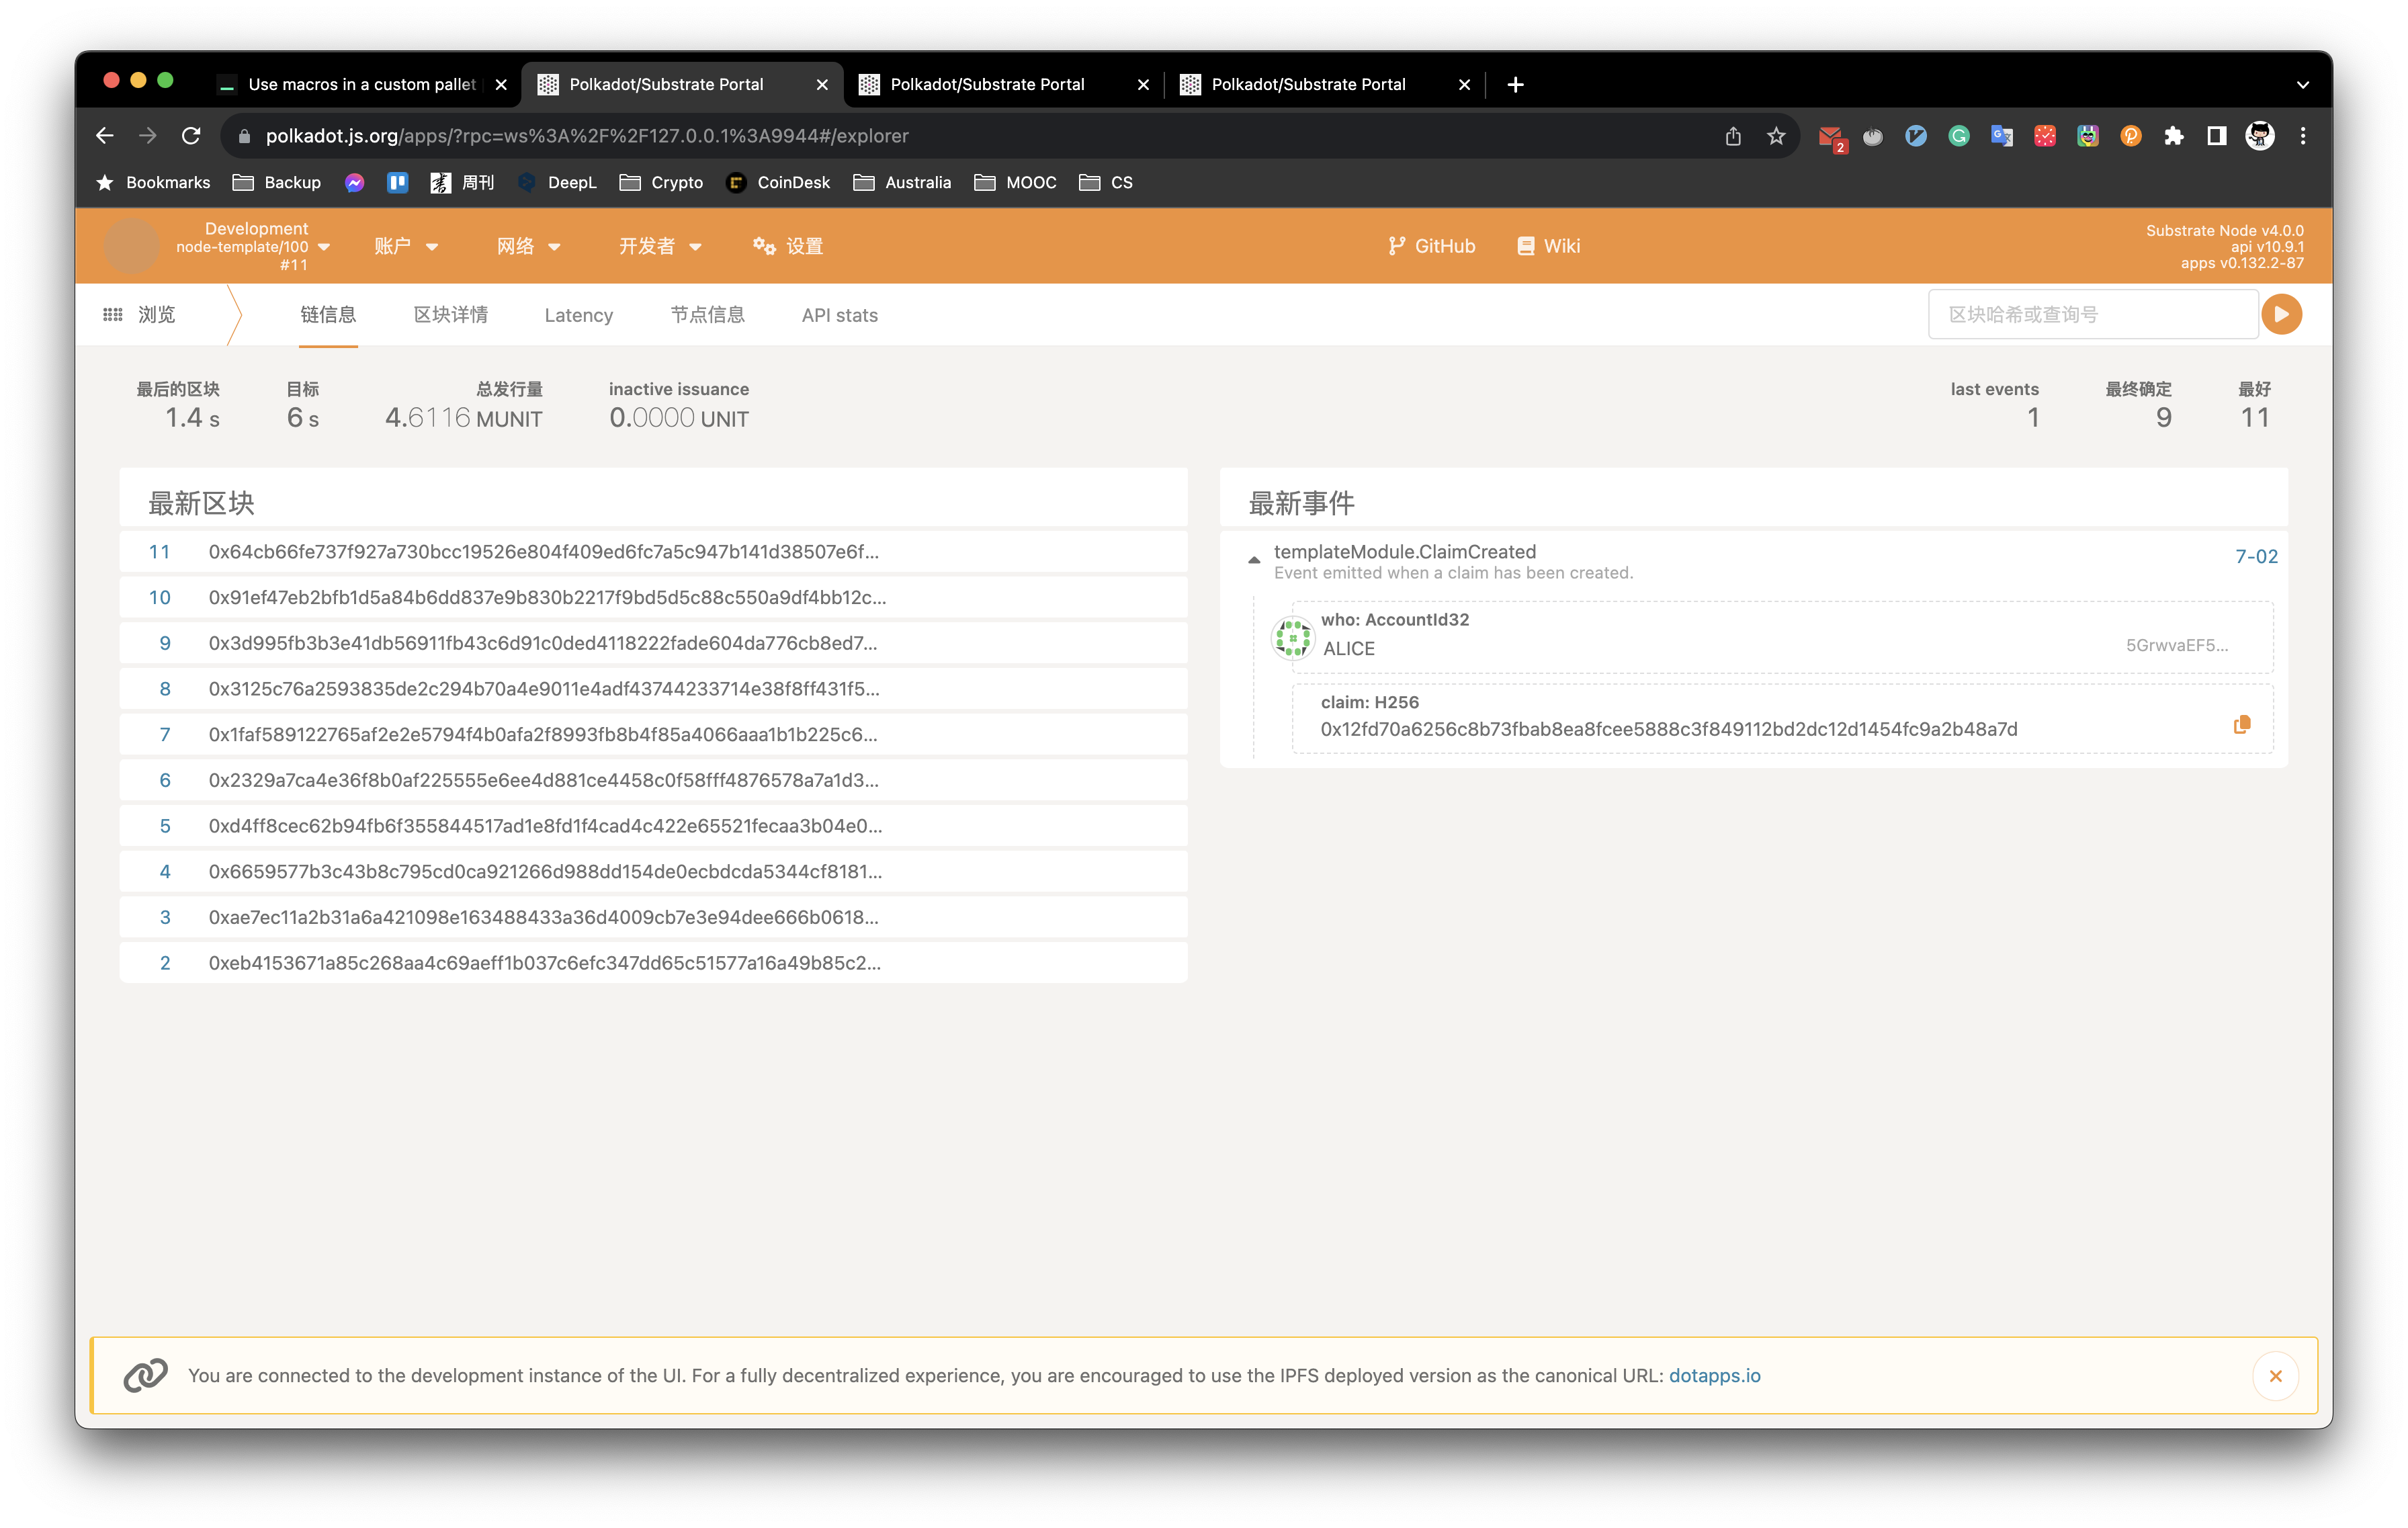 Use macros in a custom pallet
Polkadot/Substrate Portal
Polkadot/Substrate Portal
Polkadot/Substrate Portal
polkadot.js.org/apps/?rpc=ws%3A%2F%2F127.0.0.1%3A9944#/explorer
2
Bookmarks
Backup
周刊
DeepL
Crypto
CoinDesk
Australia
MOOC
CS
Development
node-template/100
#11
账户
网络
开发者
设置
GitHub
Wiki
Substrate Node v4.0.0
api v10.9.1
apps v0.132.2-87
浏览
链信息
区块详情
Latency
节点信息
API stats
区块哈希或查询号
最后的区块
1.4 s
目标
6 s
总发行量
4.6116 MUNIT
inactive issuance
0.0000 UNIT
last events
1
最终确定
9
最好
11
最新区块
11 0x64cb66fe737f927a730bcc19526e804f409ed6fc7a5c947b141d38507e6f...
10 0x91ef47eb2bfb1d5a84b6dd837e9b830b2217f9bd5d5c88c550a9df4bb12c...
9 0x3d995fb3b3e41db56911fb43c6d91c0ded4118222fade604da776cb8ed7...
8 0x3125c76a2593835de2c294b70a4e9011e4adf43744233714e38f8ff431f5...
7 0x1faf589122765af2e2e5794f4b0afa2f8993fb8b4f85a4066aaa1b1b225c6...
6 0x2329a7ca4e36f8b0af225555e6ee4d881ce4458c0f58fff4876578a7a1d3...
5 0xd4ff8cec62b94fb6f355844517ad1e8fd1f4cad4c422e65521fecaa3b04e0...
4 0x6659577b3c43b8c795cd0ca921266d988dd154de0ecbdcda5344cf8181...
3 0xae7ec11a2b31a6a421098e163488433a36d4009cb7e3e94dee666b0618...
2 0xeb4153671a85c268aa4c69aeff1b037c6efc347dd65c51577a16a49b85c2...
最新事件
templateModule.ClaimCreated
7-02
Event emitted when a claim has been created.
who: AccountId32
ALICE
5GrwvaEF5...
claim: H256
0x12fd70a6256c8b73fbab8ea8fcee5888c3f849112bd2dc12d1454fc9a2b48a7d
You are connected to the development instance of the UI. For a fully decentralized experience, you are encouraged to use the IPFS deployed version as the canonical URL: dotapps.io